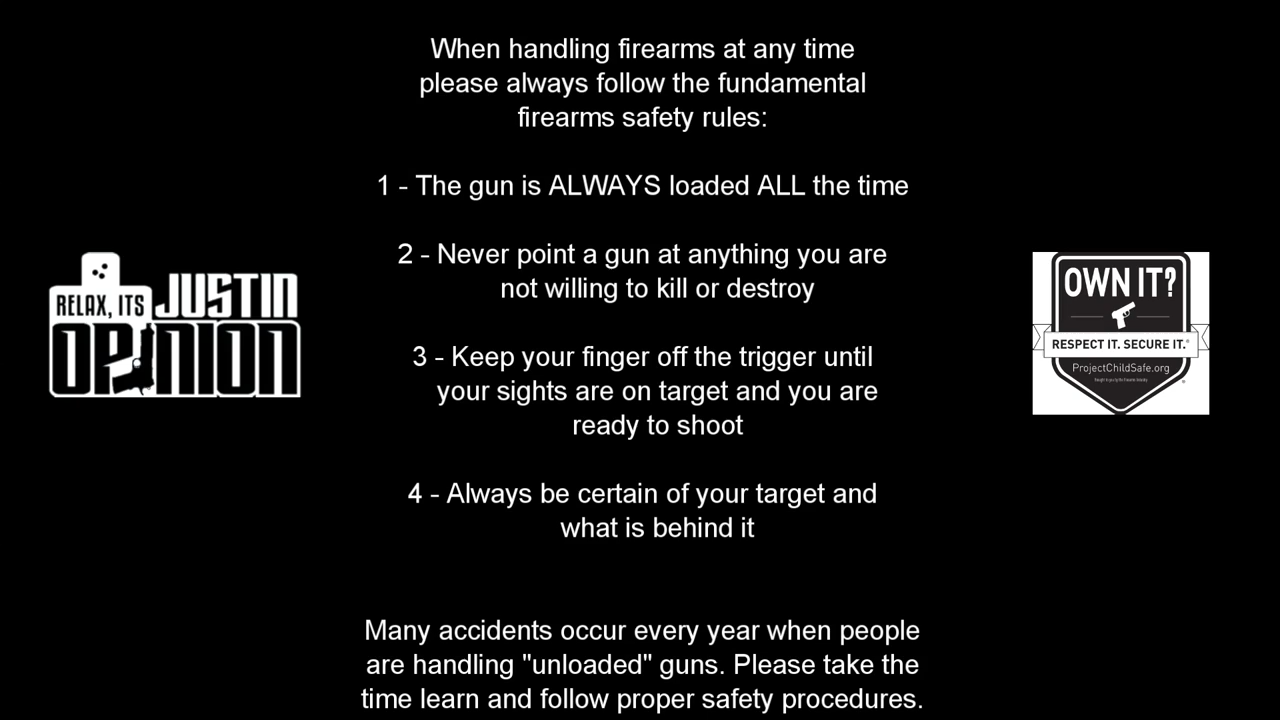 When handling firearms at any time
please always follow the fundamental
firearms safety rules:
1 - The gun is ALWAYS loaded ALL the time
2 - Never point a gun at anything you are
not willing to kill or destroy
3 - Keep your finger off the trigger until
your sights are on target and you are
ready to shoot
4 - Always be certain of your target and
what is behind it
Many accidents occur every year when people
are handling "unloaded" guns. Please take the
time learn and follow proper safety procedures.
RELAX, ITS JUSTIN
OPINION
OWN IT?
RESPECT IT. SECURE IT.®
ProjectChildSafe.org